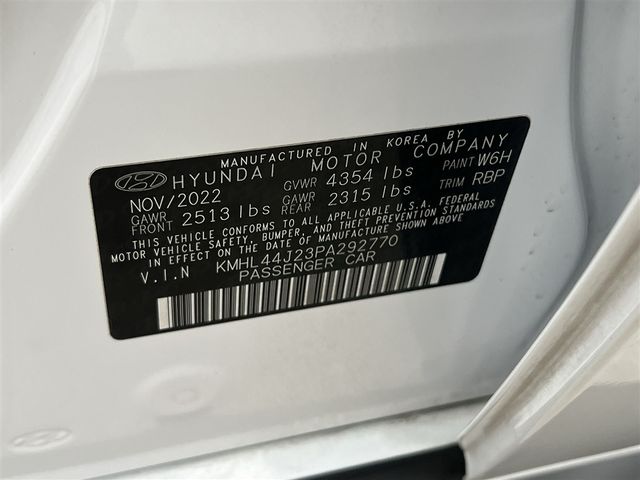 MANUFACTURED IN KOREA BY
HYUNDAI MOTOR COMPANY
NOV/2022 GVWR 4354 lbs PAINT W6H
GAWR FRONT 2513 lbs GAWR REAR 2315 lbs TRIM RBP
THIS VEHICLE CONFORMS TO ALL APPLICABLE U.S.A. FEDERAL
MOTOR VEHICLE SAFETY, BUMPER, AND THEFT PREVENTION STANDARDS
IN EFFECT ON THE DATE OF MANUFACTURE SHOWN ABOVE
V.I.N KMHL44J23PA292770
PASSENGER CAR